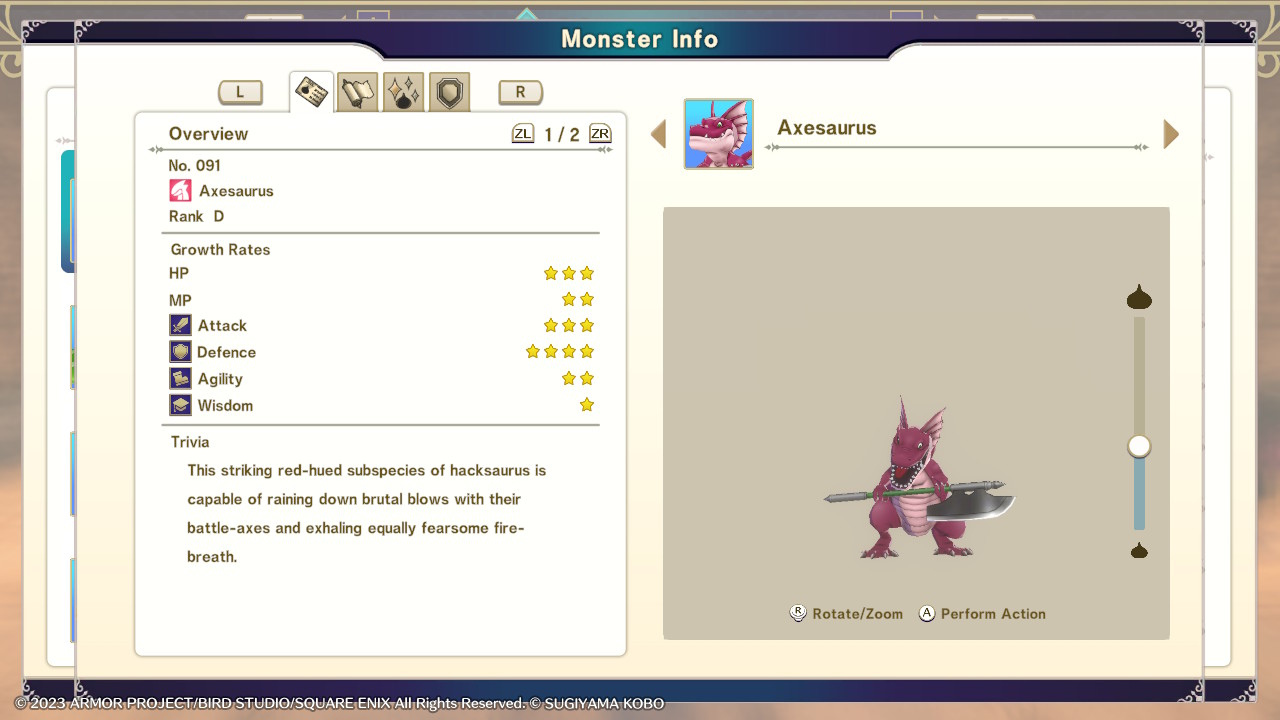 Monster Info
L
R
Overview
ZL 1 / 2 ZR
No. 091
Axesaurus
Rank D
Growth Rates
HP
MP
Attack
Defence
Agility
Wisdom
Trivia
This striking red-hued subspecies of hacksaurus is
capable of raining down brutal blows with their
battle-axes and exhaling equally fearsome fire-
breath.
Axesaurus
R Rotate/Zoom A Perform Action
© 2023 ARMOR PROJECT/BIRD STUDIO/SQUARE ENIX All Rights Reserved. © SUGIYAMA KOBO